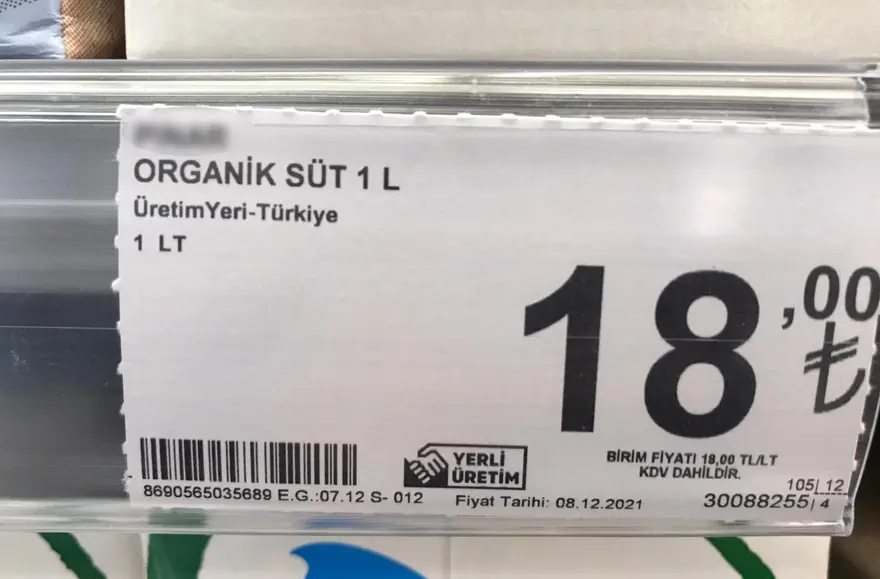 ORGANİK SÜT 1 L
ÜretimYeri-Türkiye
1 LT
18,00 ₺
BİRİM FİYATI 18,00 TL/LT
KDV DAHİLDİR.
YERLİ
ÜRETİM
8690565035689 E.G.:07.12 S- 012
Fiyat Tarihi: 08.12.2021
105| 12
30088255| 4